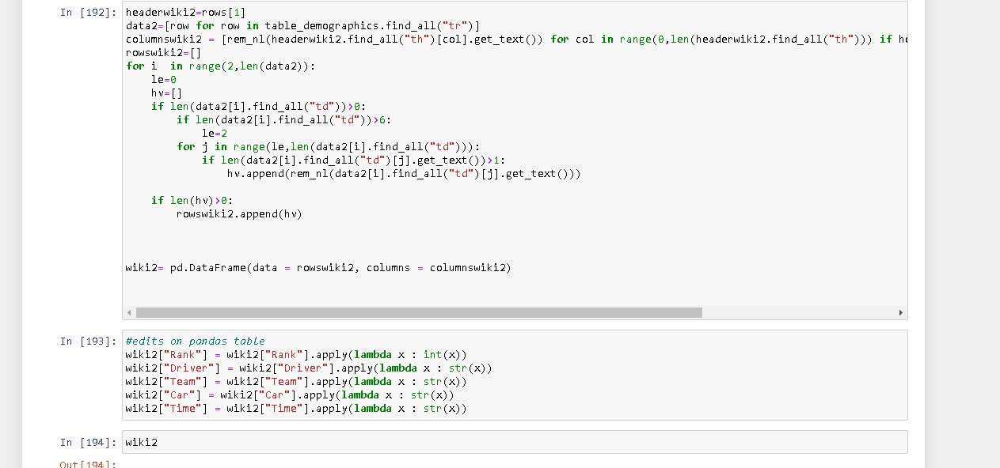 In [192]:
headerwiki2=rows[1]
data2=[row for row in table_demographics.find_all("tr")]
columnswiki2 = [rem_nl(headerwiki2.find_all("th")[col].get_text()) for col in range(0,len(headerwiki2.find_all("th"))) if he
rowswiki2=[]
for i  in range(2,len(data2)):
    le=0
    hv=[]
    if len(data2[i].find_all("td"))>0:
        if len(data2[i].find_all("td"))>6:
            le=2
        for j in range(le,len(data2[i].find_all("td"))):
            if len(data2[i].find_all("td")[j].get_text())>1:
                hv.append(rem_nl(data2[i].find_all("td")[j].get_text()))
    if len(hv)>0:
        rowswiki2.append(hv)
wiki2= pd.DataFrame(data = rowswiki2, columns = columnswiki2)
In [193]:
#edits on pandas table
wiki2["Rank"] = wiki2["Rank"].apply(lambda x : int(x))
wiki2["Driver"] = wiki2["Driver"].apply(lambda x : str(x))
wiki2["Team"] = wiki2["Team"].apply(lambda x : str(x))
wiki2["Car"] = wiki2["Car"].apply(lambda x : str(x))
wiki2["Time"] = wiki2["Time"].apply(lambda x : str(x))
In [194]:
wiki2
Out[194]: